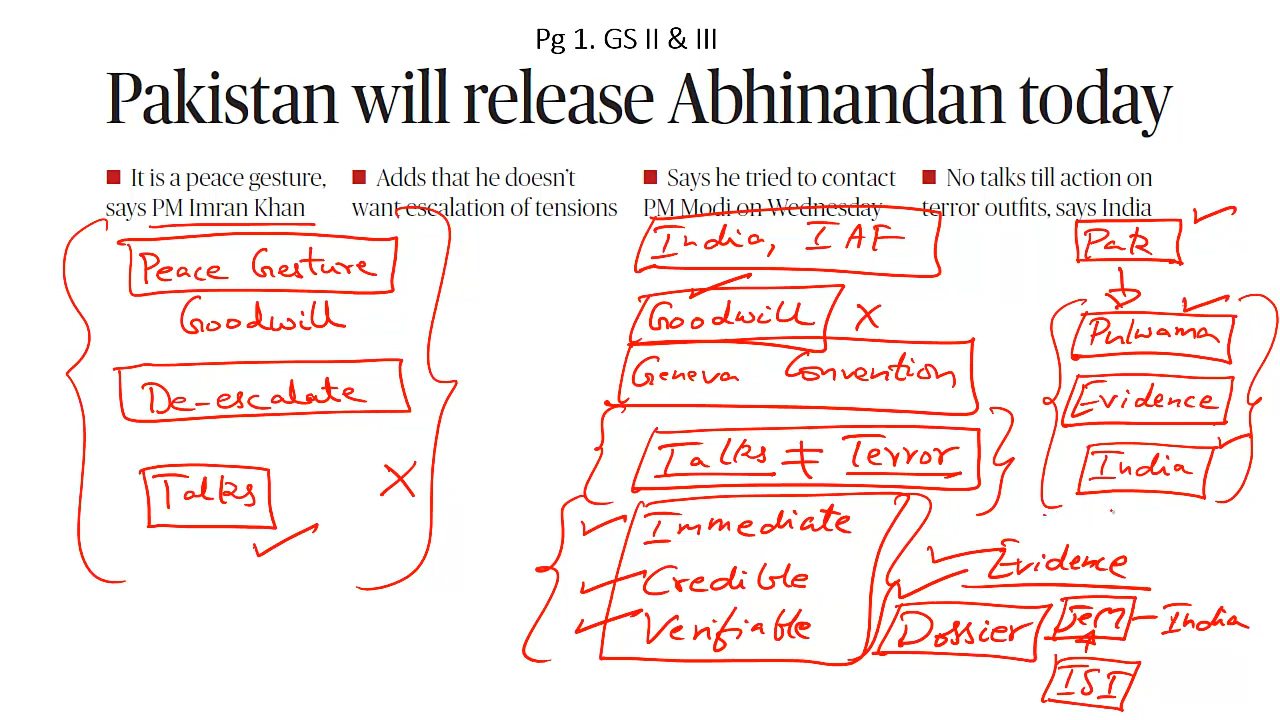 Pg 1. GS II & III
Pakistan will release Abhinandan today
It is a peace gesture,
says PM Imran Khan
Adds that he doesn't
want escalation of tensions
Says he tried to contact
PM Modi on Wednesday
No talks till action on
terror outfits, says India
Peace Gesture
Goodwill
De-escalate
Talks X
India, IAF
Goodwill X
Geneva Convention
Talks ≠ Terror
Immediate
Credible
Verifiable
Pak
Pulwama
Evidence
India
Evidence
Dossier JeM - India
ISI